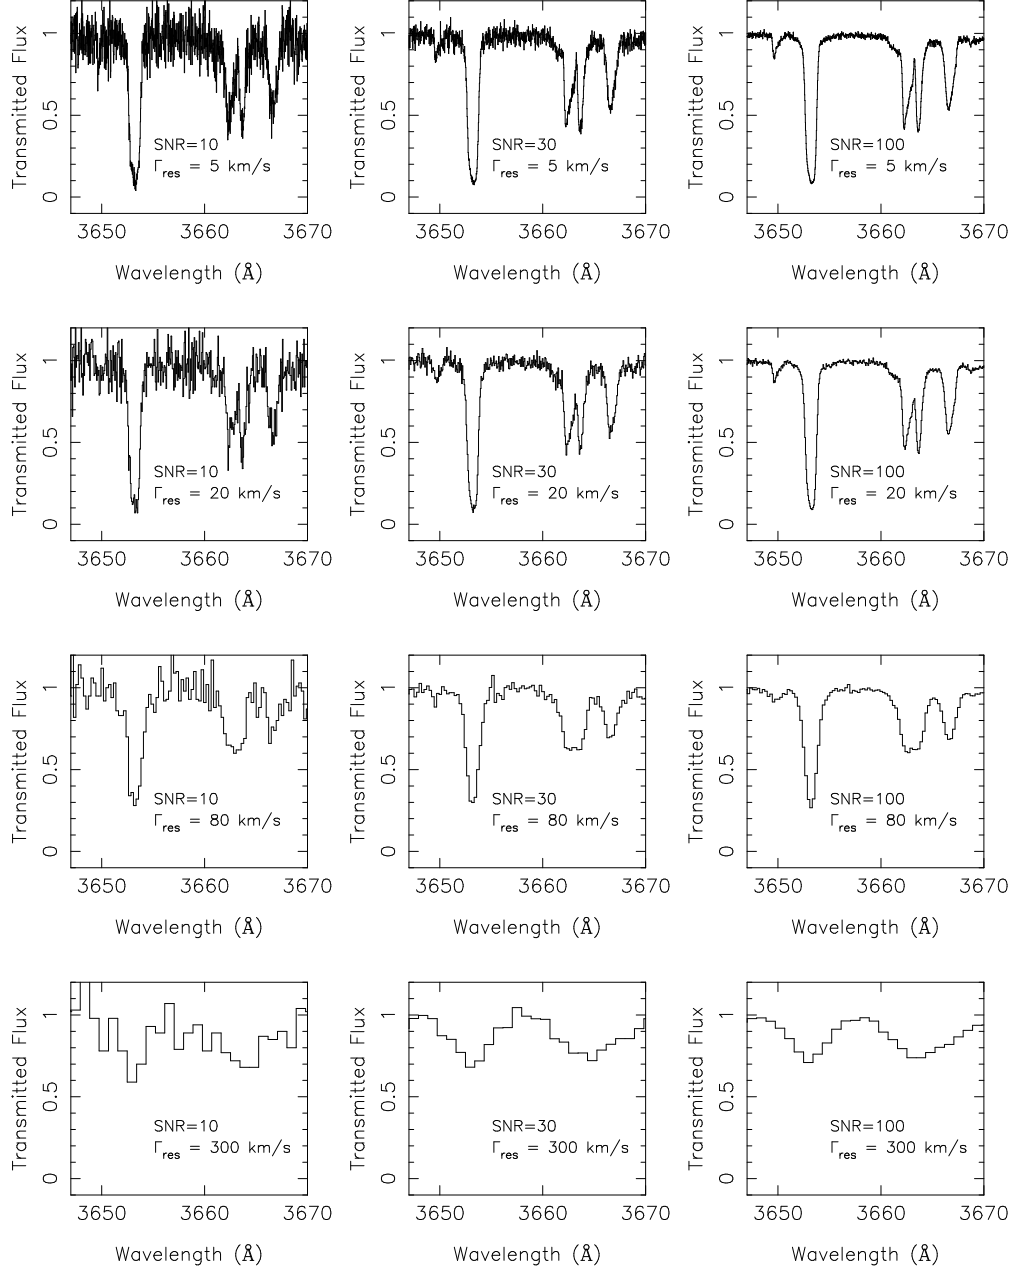 Transmitted Flux
0 0.5 1
SNR=10
Γres = 5 km/s
3650 3660 3670
Wavelength (Å)
Transmitted Flux
0 0.5 1
SNR=30
Γres = 5 km/s
3650 3660 3670
Wavelength (Å)
Transmitted Flux
0 0.5 1
SNR=100
Γres = 5 km/s
3650 3660 3670
Wavelength (Å)
Transmitted Flux
0 0.5 1
SNR=10
Γres = 20 km/s
3650 3660 3670
Wavelength (Å)
Transmitted Flux
0 0.5 1
SNR=30
Γres = 20 km/s
3650 3660 3670
Wavelength (Å)
Transmitted Flux
0 0.5 1
SNR=100
Γres = 20 km/s
3650 3660 3670
Wavelength (Å)
Transmitted Flux
0 0.5 1
SNR=10
Γres = 80 km/s
3650 3660 3670
Wavelength (Å)
Transmitted Flux
0 0.5 1
SNR=30
Γres = 80 km/s
3650 3660 3670
Wavelength (Å)
Transmitted Flux
0 0.5 1
SNR=100
Γres = 80 km/s
3650 3660 3670
Wavelength (Å)
Transmitted Flux
0 0.5 1
SNR=10
Γres = 300 km/s
3650 3660 3670
Wavelength (Å)
Transmitted Flux
0 0.5 1
SNR=30
Γres = 300 km/s
3650 3660 3670
Wavelength (Å)
Transmitted Flux
0 0.5 1
SNR=100
Γres = 300 km/s
3650 3660 3670
Wavelength (Å)